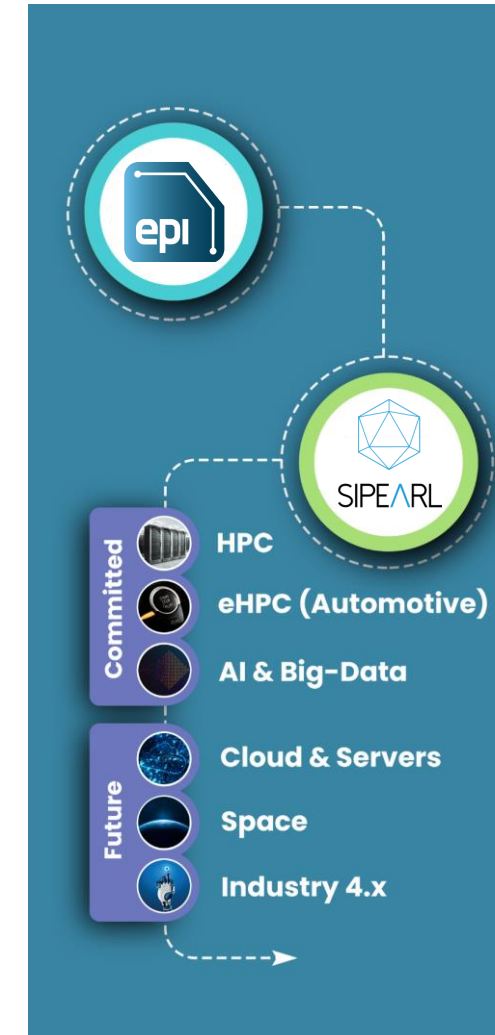 epi
SIPEARL
Committed
HPC
eHPC (Automotive)
AI & Big-Data
Future
Cloud & Servers
Space
Industry 4.x